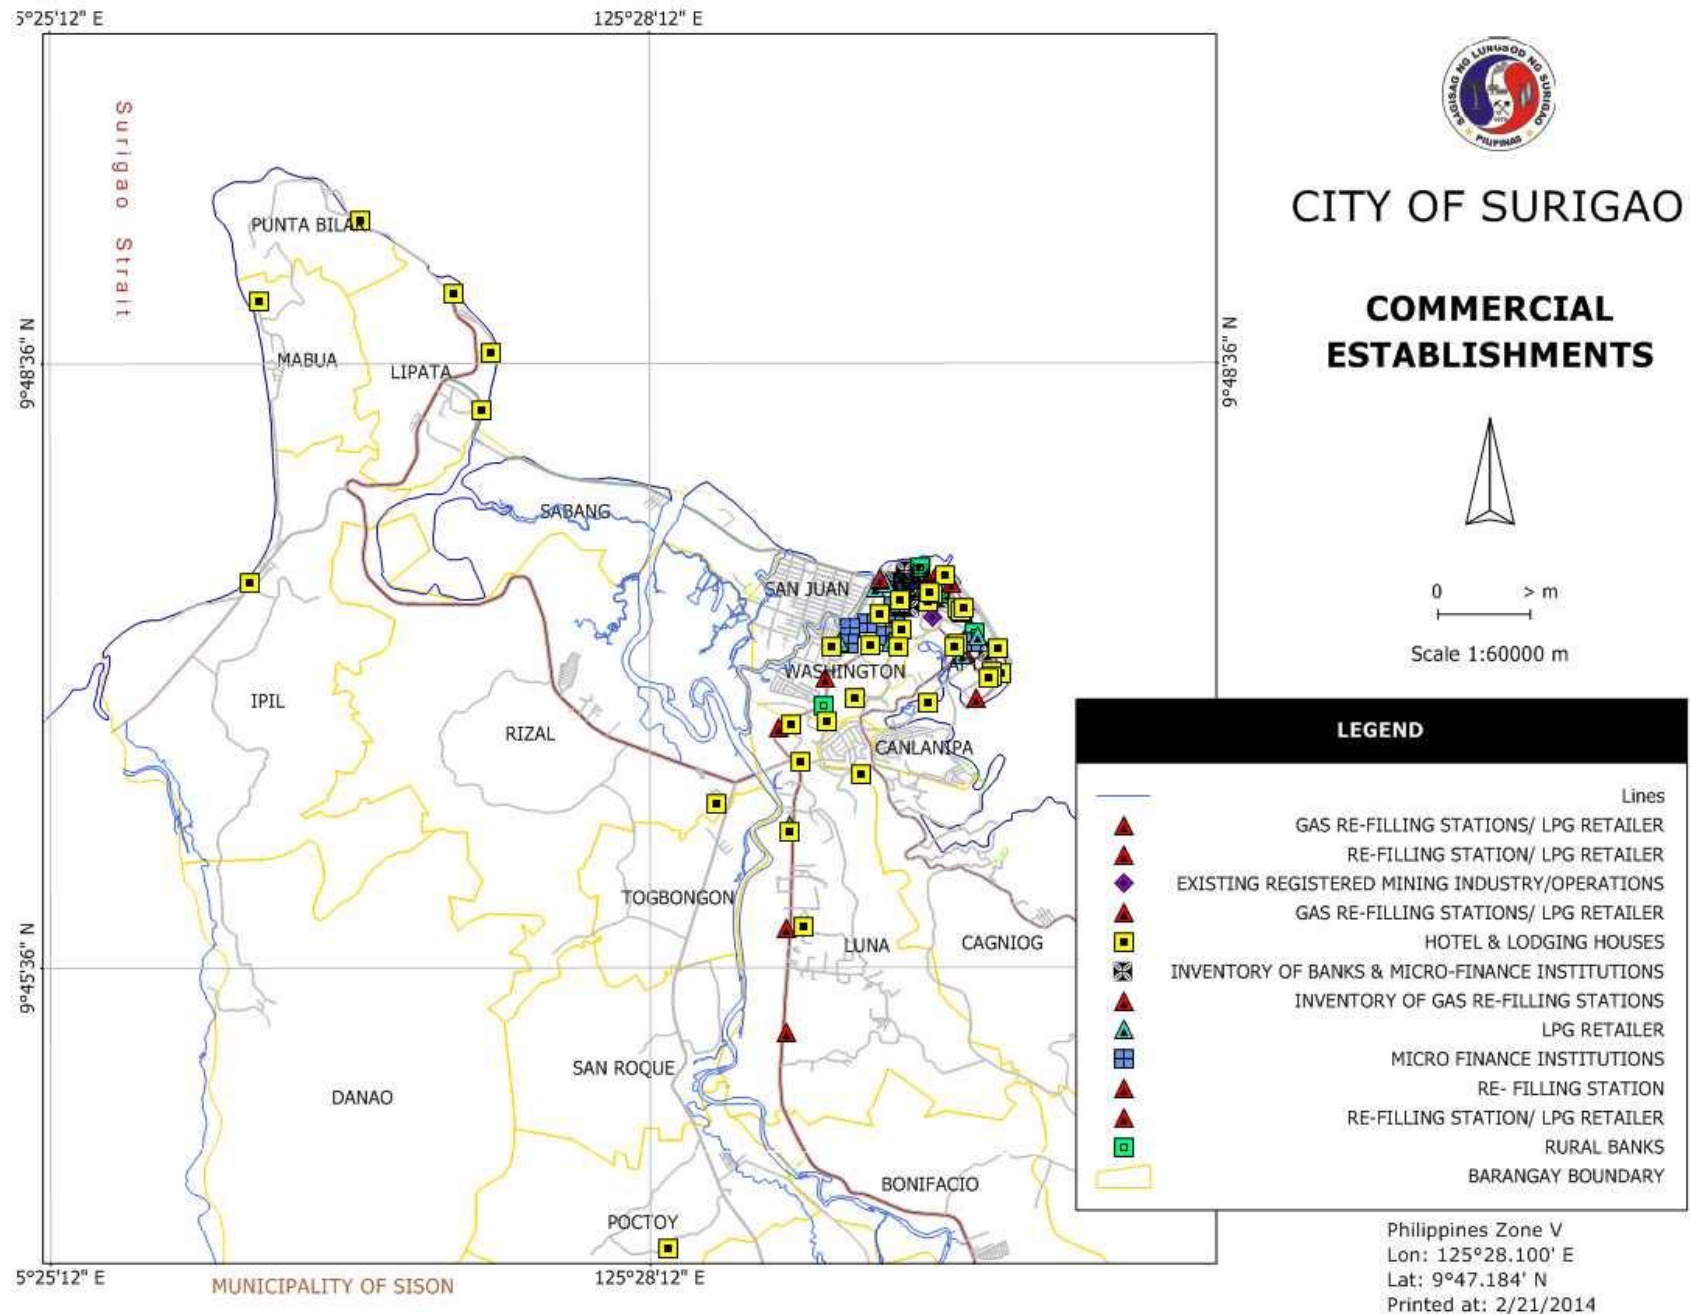 5°25'12" E
125°28'12" E
SAGISAG NG LUNGSOD NG SURIGAO
PILIPINAS
CITY OF SURIGAO
COMMERCIAL
ESTABLISHMENTS
Surigao Strait
PUNTA BILAR
MABUA
LIPATA
9°48'36" N
9°48'36" N
SABANG
SAN JUAN
0 > m
Scale 1:60000 m
WASHINGTON
IPIL
RIZAL
CANLANIPA
TOGBONGON
LUNA
CAGNIOG
9°45'36" N
SAN ROQUE
DANAO
BONIFACIO
POCTOY
LEGEND
Lines
GAS RE-FILLING STATIONS/ LPG RETAILER
RE-FILLING STATION/ LPG RETAILER
EXISTING REGISTERED MINING INDUSTRY/OPERATIONS
GAS RE-FILLING STATIONS/ LPG RETAILER
HOTEL & LODGING HOUSES
INVENTORY OF BANKS & MICRO-FINANCE INSTITUTIONS
INVENTORY OF GAS RE-FILLING STATIONS
LPG RETAILER
MICRO FINANCE INSTITUTIONS
RE- FILLING STATION
RE-FILLING STATION/ LPG RETAILER
RURAL BANKS
BARANGAY BOUNDARY
5°25'12" E
125°28'12" E
MUNICIPALITY OF SISON
Philippines Zone V
Lon: 125°28.100' E
Lat: 9°47.184' N
Printed at: 2/21/2014